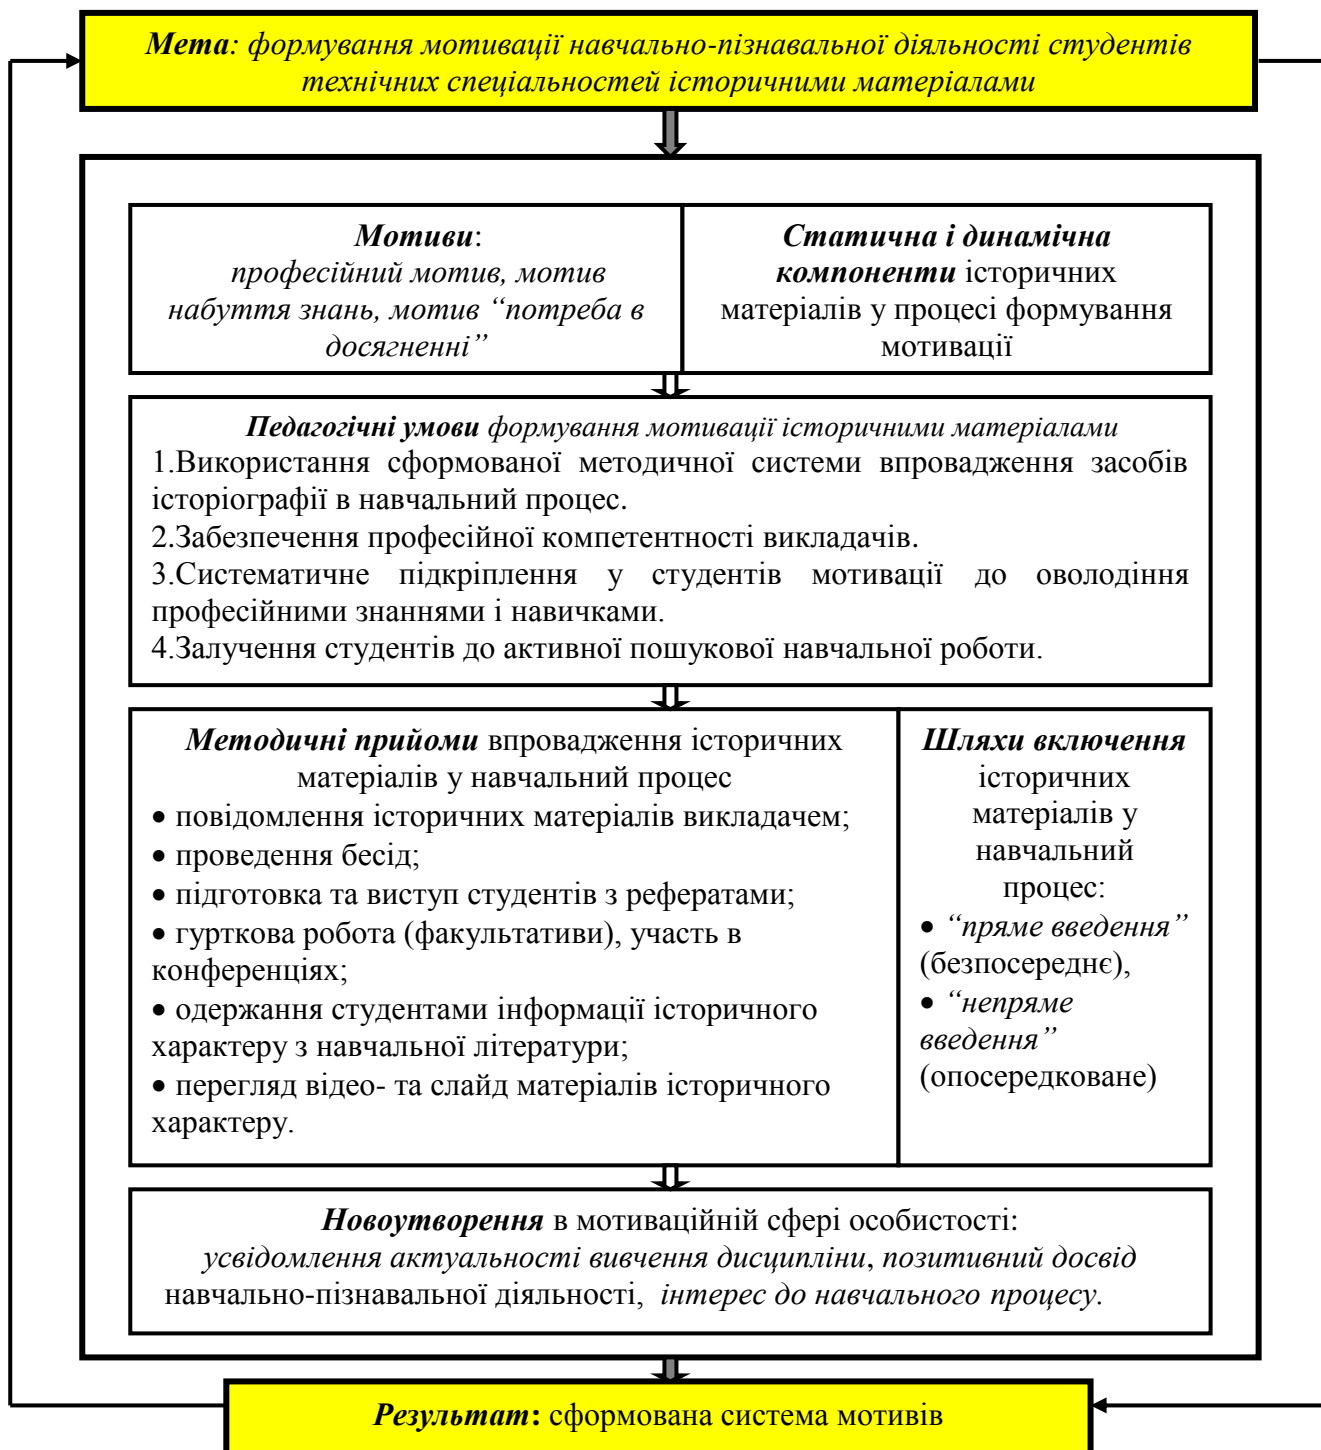 Мета: формування мотивації навчально-пізнавальної діяльності студентів
технічних спеціальностей історичними матеріалами
Мотиви:
професійний мотив, мотив
набуття знань, мотив “потреба в
досягненні”
Статична і динамічна
компоненти історичних
матеріалів у процесі формування
мотивації
Педагогічні умови формування мотивації історичними матеріалами
1.Використання сформованої методичної системи впровадження засобів
історіографії в навчальний процес.
2.Забезпечення професійної компетентності викладачів.
3.Систематичне підкріплення у студентів мотивації до оволодіння
професійними знаннями і навичками.
4.Залучення студентів до активної пошукової навчальної роботи.
Методичні прийоми впровадження історичних
матеріалів у навчальний процес
• повідомлення історичних матеріалів викладачем;
• проведення бесід;
• підготовка та виступ студентів з рефератами;
• гурткова робота (факультативи), участь в
конференціях;
• одержання студентами інформації історичного
характеру з навчальної літератури;
• перегляд відео- та слайд матеріалів історичного
характеру.
Шляхи включення
історичних
матеріалів у
навчальний
процес:
• “пряме введення”
(безпосереднє),
• “непряме
введення”
(опосередковане)
Новоутворення в мотиваційній сфері особистості:
усвідомлення актуальності вивчення дисципліни, позитивний досвід
навчально-пізнавальної діяльності, інтерес до навчального процесу.
Результат: сформована система мотивів